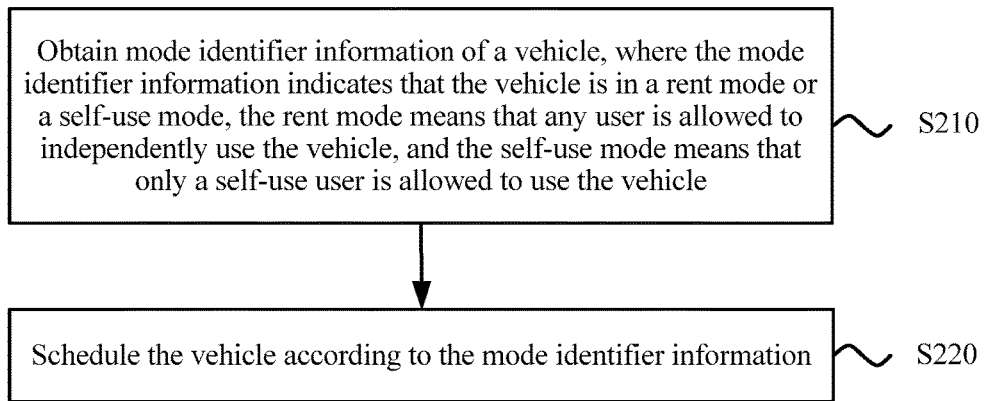 Obtain mode identifier information of a vehicle, where the mode
identifier information indicates that the vehicle is in a rent mode or
a self-use mode, the rent mode means that any user is allowed to
independently use the vehicle, and the self-use mode means that
only a self-use user is allowed to use the vehicle
S210
Schedule the vehicle according to the mode identifier information
S220